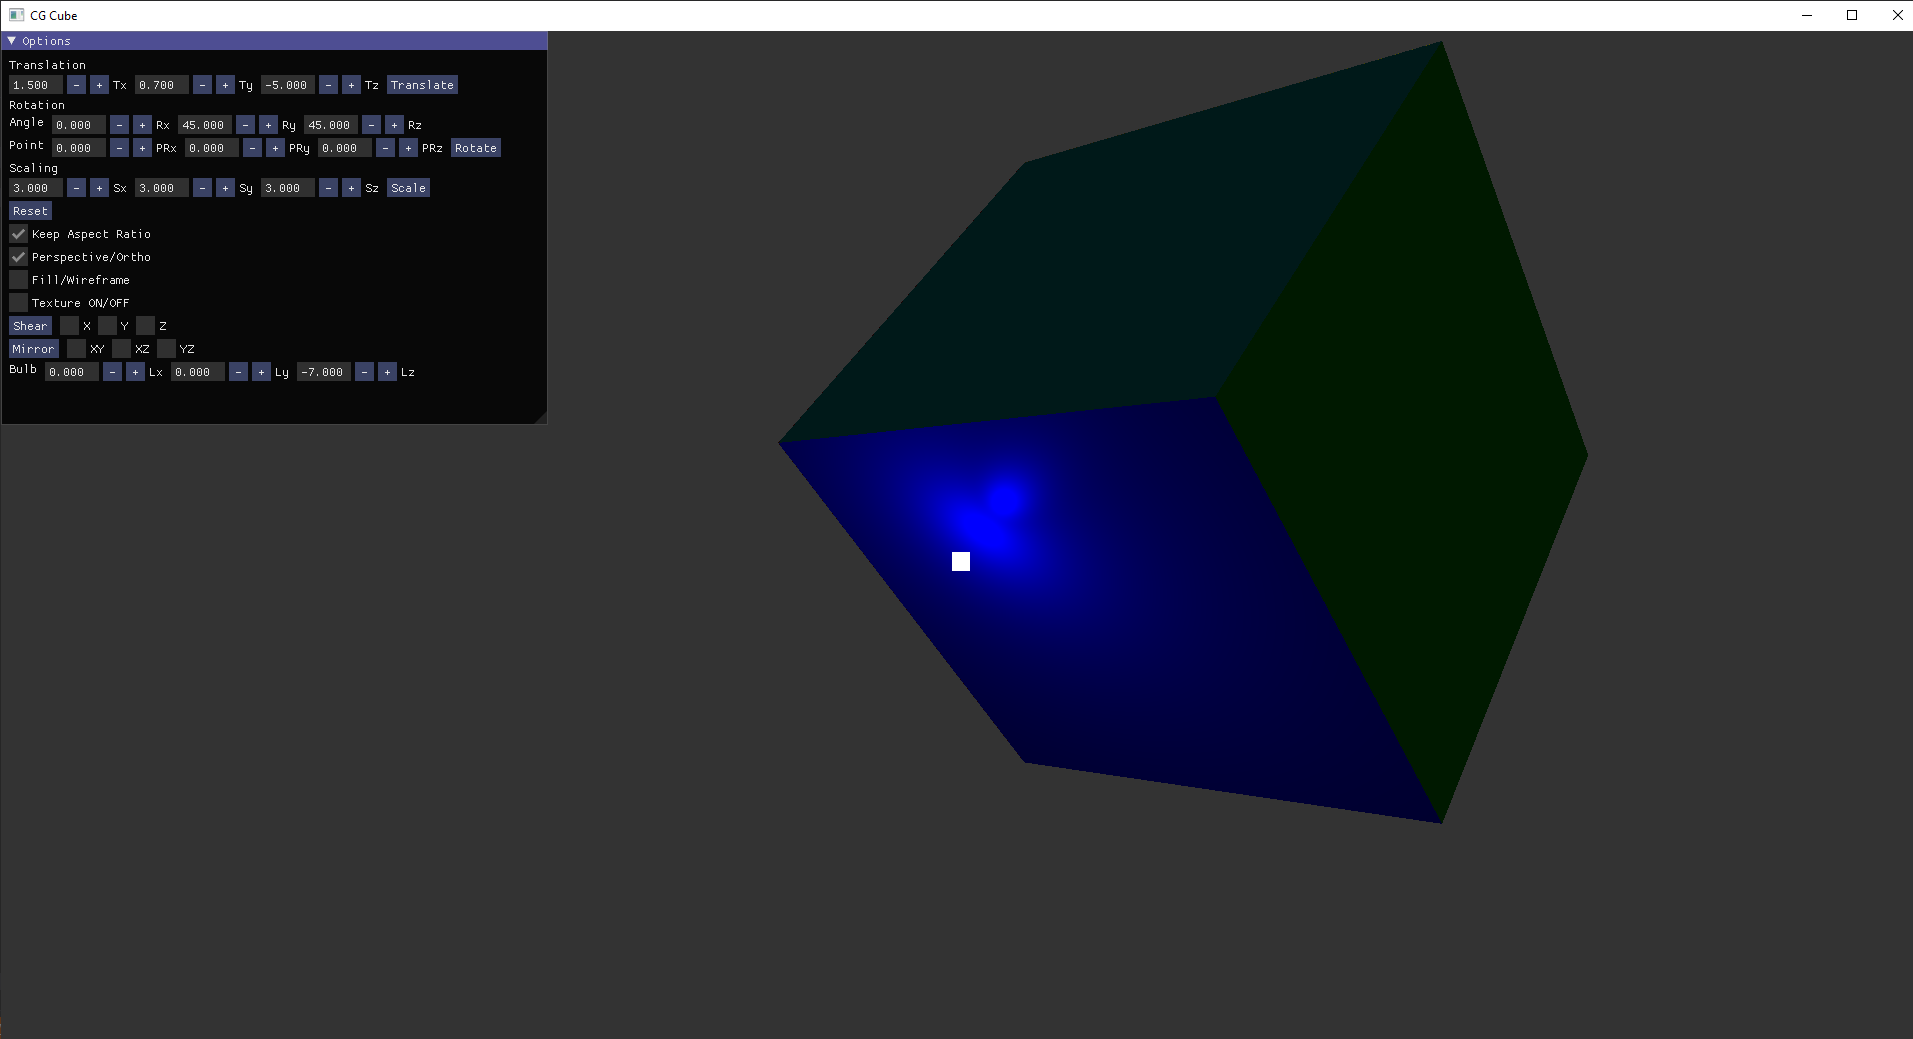 CG Cube
Options
Translation
1.500 - + Tx 0.700 - + Ty -5.000 - + Tz Translate
Rotation
Angle 0.000 - + Rx 45.000 - + Ry 45.000 - + Rz
Point 0.000 - + PRx 0.000 - + PRy 0.000 - + PRz Rotate
Scaling
3.000 - + Sx 3.000 - + Sy 3.000 - + Sz Scale
Reset
Keep Aspect Ratio
Perspective/Ortho
Fill/Wireframe
Texture ON/OFF
Shear X Y Z
Mirror XY XZ YZ
Bulb 0.000 - + Lx 0.000 - + Ly -7.000 - + Lz